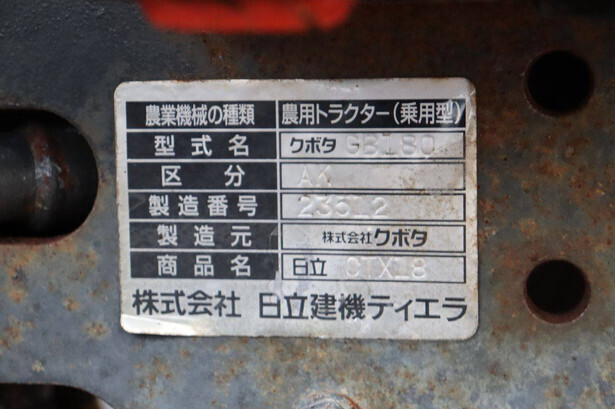 農業機械の種類 農用トラクター(乗用型)
型式名 クボタ GB180
区分 AK
製造番号 23512
製造元 株式会社クボタ
商品名 日立 CTX18
株式会社 日立建機ティエラ